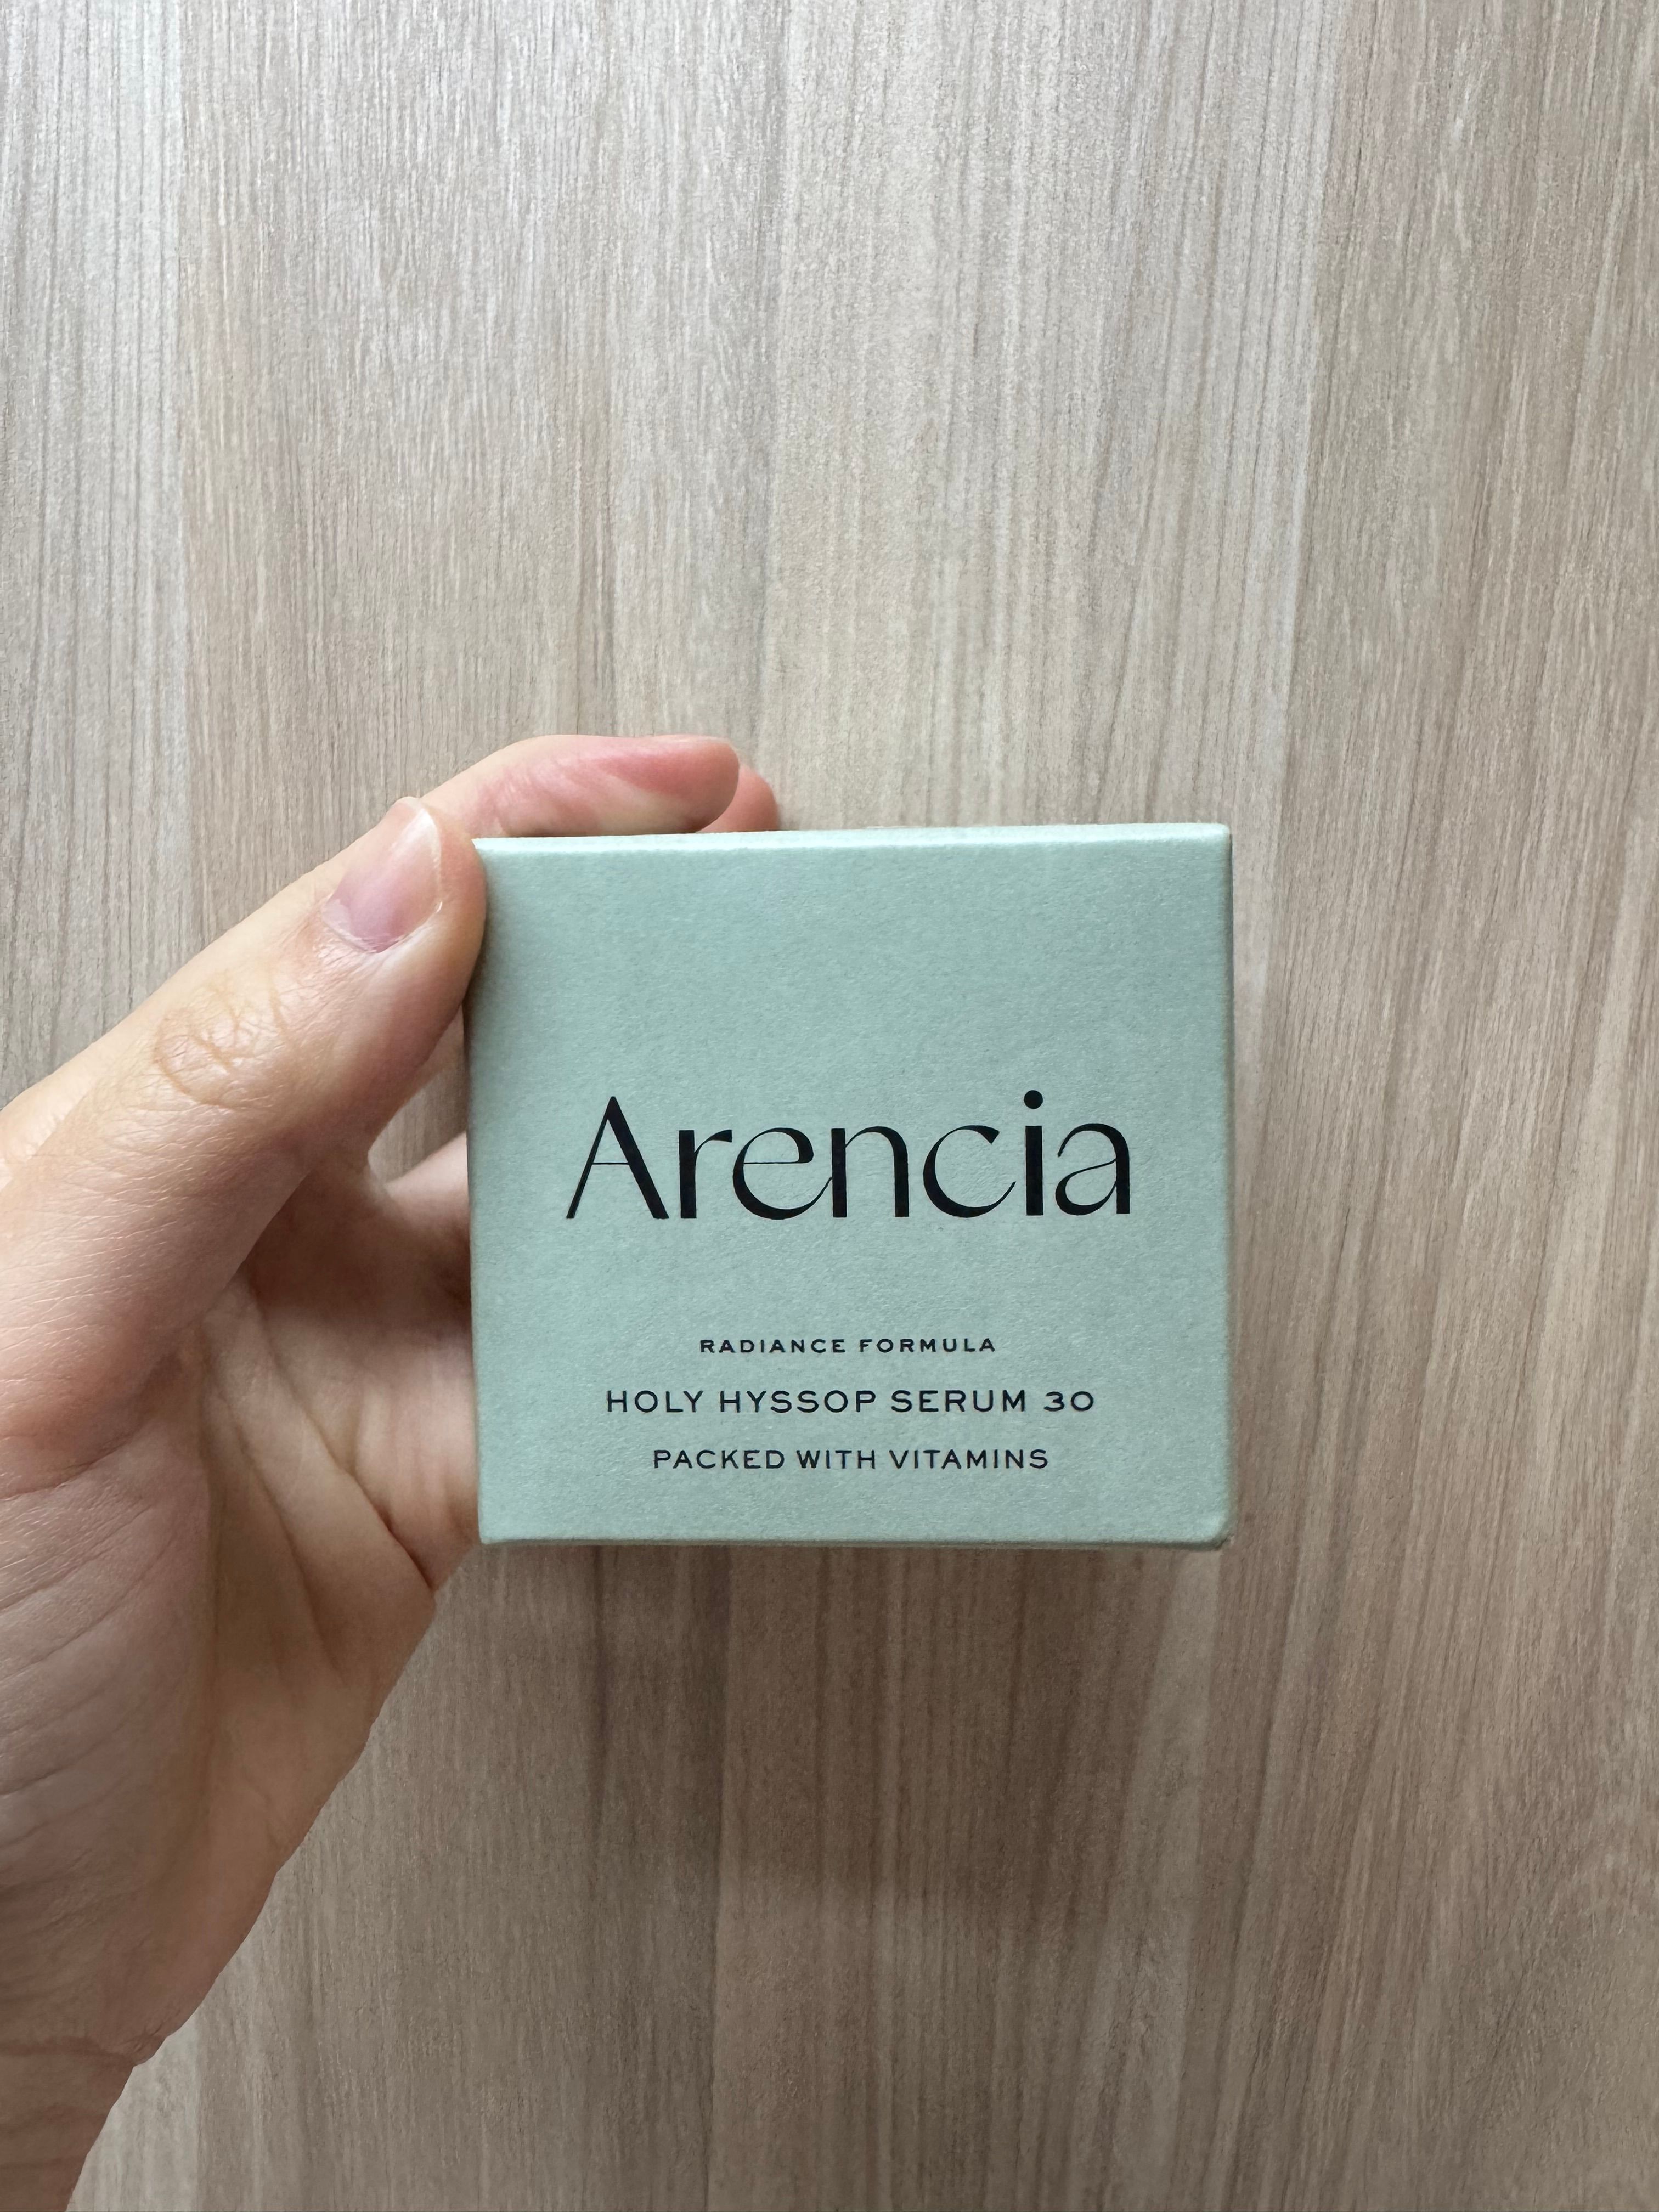 Arencia
RADIANCE FORMULA
HOLY HYSSOP SERUM 30
PACKED WITH VITAMINS